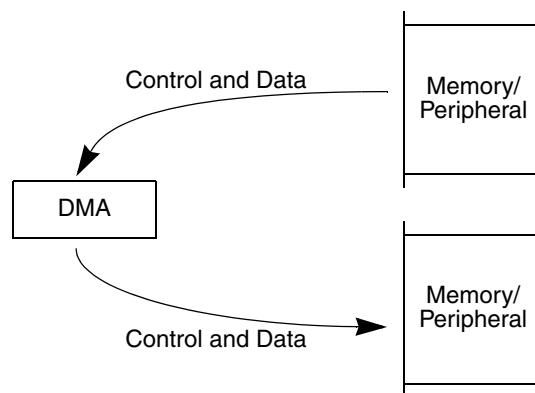 Control and Data
Memory/
Peripheral
DMA
Memory/
Peripheral
Control and Data